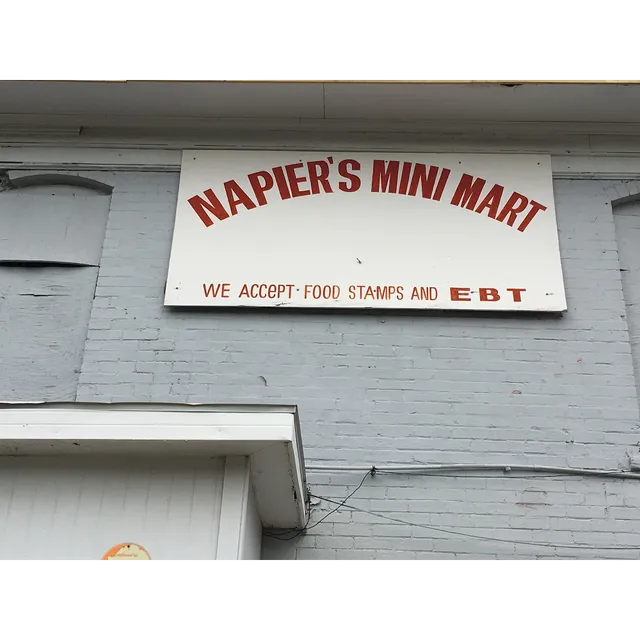 NAPIER'S MINI MART
WE ACCEPT FOOD STAMPS AND EBT